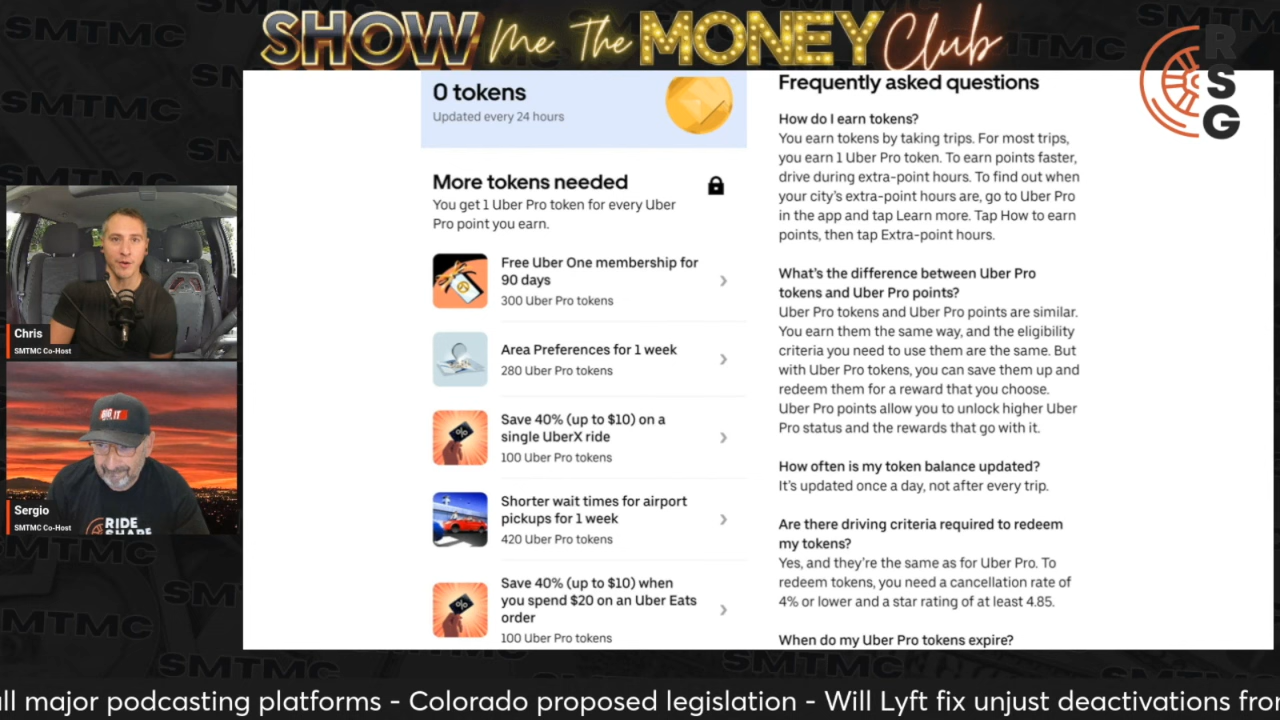 SHOW Me The MONEY Club
RSG
SMTMC
SMTMC
SMTMC
0 tokens
Updated every 24 hours
More tokens needed
You get 1 Uber Pro token for every Uber
Pro point you earn.
Free Uber One membership for
90 days
300 Uber Pro tokens
Area Preferences for 1 week
280 Uber Pro tokens
Save 40% (up to $10) on a
single UberX ride
100 Uber Pro tokens
Shorter wait times for airport
pickups for 1 week
420 Uber Pro tokens
Save 40% (up to $10) when
you spend $20 on an Uber Eats
order
100 Uber Pro tokens
Frequently asked questions
How do I earn tokens?
You earn tokens by taking trips. For most trips,
you earn 1 Uber Pro token. To earn points faster,
drive during extra-point hours. To find out when
your city's extra-point hours are, go to Uber Pro
in the app and tap Learn more. Tap How to earn
points, then tap Extra-point hours.
What's the difference between Uber Pro
tokens and Uber Pro points?
Uber Pro tokens and Uber Pro points are similar.
You earn them the same way, and the eligibility
criteria you need to use them are the same. But
with Uber Pro tokens, you can save them up and
redeem them for a reward that you choose.
Uber Pro points allow you to unlock higher Uber
Pro status and the rewards that go with it.
How often is my token balance updated?
It's updated once a day, not after every trip.
Are there driving criteria required to redeem
my tokens?
Yes, and they're the same as for Uber Pro. To
redeem tokens, you need a cancellation rate of
4% or lower and a star rating of at least 4.85.
When do my Uber Pro tokens expire?
Chris
SMTMC Co-Host
Sergio
SMTMC Co-Host
RIDE
SHARE
SMTMC
SMTMC
SMTMC
SMTMC
all major podcasting platforms - Colorado proposed legislation - Will Lyft fix unjust deactivations from